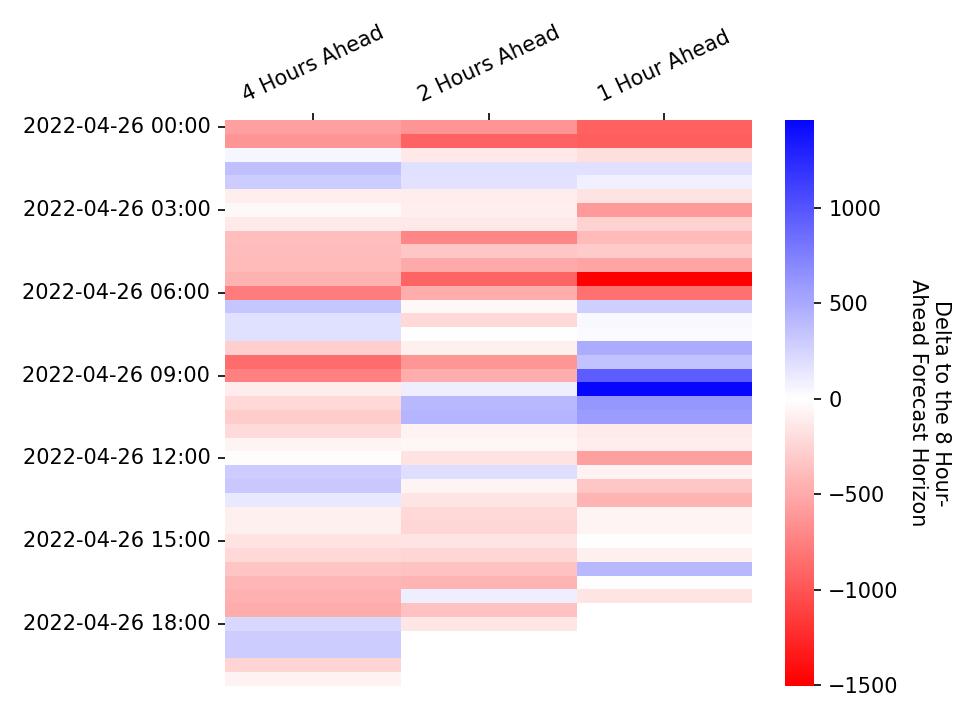 4 Hours Ahead
2 Hours Ahead
1 Hour Ahead
2022-04-26 00:00
2022-04-26 03:00
2022-04-26 06:00
2022-04-26 09:00
2022-04-26 12:00
2022-04-26 15:00
2022-04-26 18:00
1000
500
0
−500
−1000
−1500
Delta to the 8 Hour-
Ahead Forecast Horizon